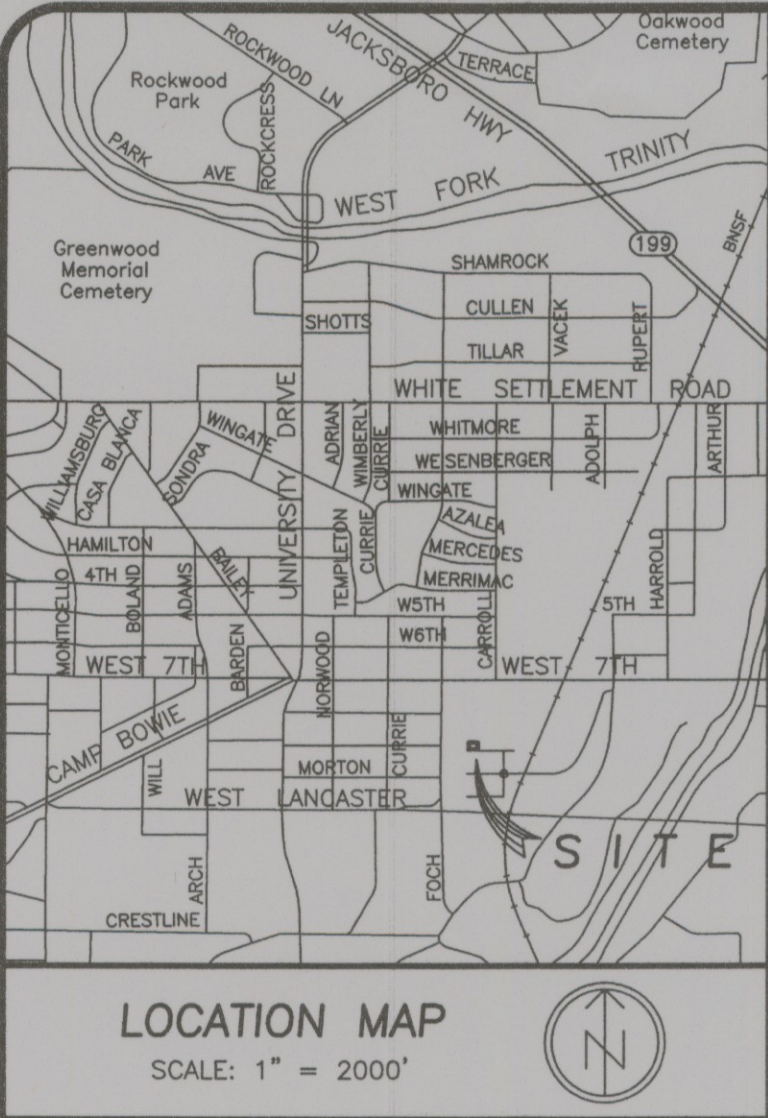 Oakwood
Cemetery
ROCKWOOD LN
JACKSBORO HWY
TERRACE
Rockwood
Park
ROCKCRESS
PARK AVE
WEST FORK TRINITY
199
BNSF
Greenwood
Memorial
Cemetery
SHAMROCK
CULLEN
SHOTTS
VACEK
RUPERT
TILLAR
WHITE SETTLEMENT ROAD
UNIVERSITY DRIVE
WILLIAMSBURG
CASA BLANCA
WINGATE
SONDRA
ADRIAN
WIMBERLY
CURRIE
WHITMORE
WESENBERGER
ADOLPH
ARTHUR
WINGATE
AZALEA
MERCEDES
MERRIMAC
HAMILTON
4TH
BAILEY
TEMPLETON
CURRIE
MONTICELLO
BOLAND
ADAMS
W5TH
5TH
HARROLD
W6TH
CARROLL
BARDEN
NORWOOD
WEST 7TH
WEST 7TH
CAMP BOWIE
WILL
CURRIE
MORTON
WEST LANCASTER
SITE
ARCH
FOCH
CRESTLINE
LOCATION MAP
SCALE: 1" = 2000'
N